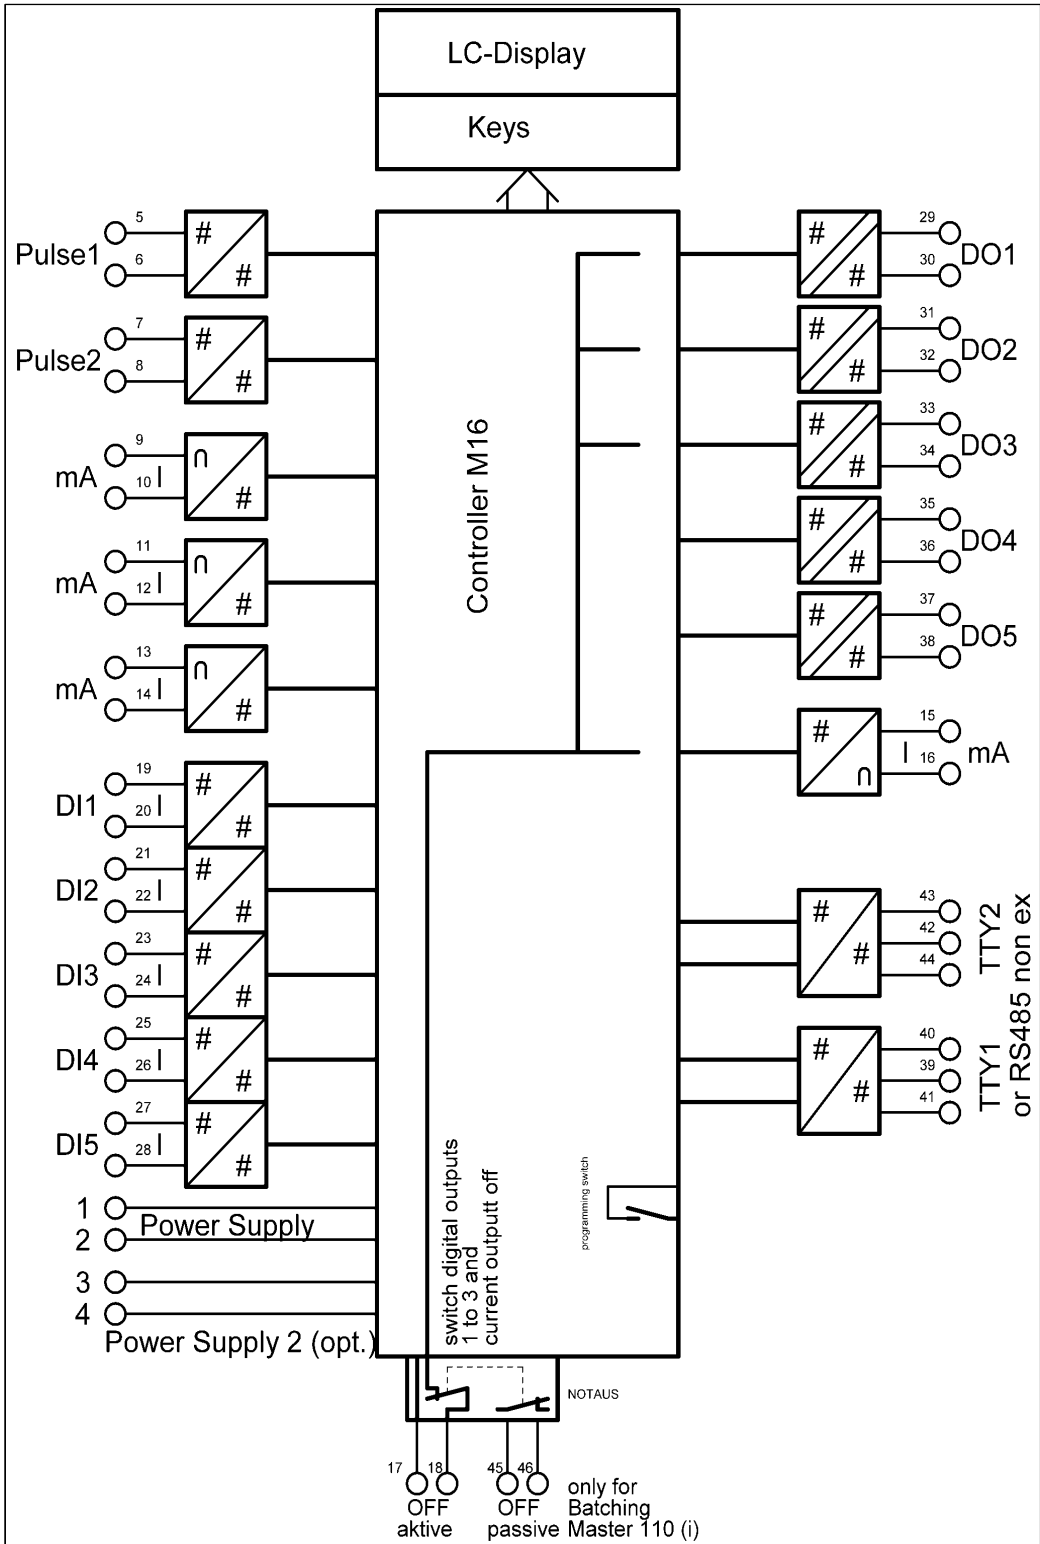 LC-Display
Keys
Controller M16
Pulse1
5
#
6
#
Pulse2
7
#
8
#
mA
9
n
10 I
#
mA
11
n
12 I
#
mA
13
n
14 I
#
DI1
19
#
20 I
#
DI2
21
#
22 I
#
DI3
23
#
24 I
#
DI4
25
#
26 I
#
DI5
27
#
28 I
#
1
Power Supply
2
3
4
Power Supply 2 (opt.)
#
29
DO1
#
30
#
31
DO2
#
32
#
33
DO3
#
34
#
35
DO4
#
36
#
37
DO5
#
38
#
15
I 16
mA
n
#
43
42
#
44
TTY2
#
40
39
#
41
TTY1
or RS485 non ex
switch digital outputs
1 to 3 and
current outputt off
programming switch
NOTAUS
17
18
45
46
OFF
aktive
OFF
passive
only for
Batching
Master 110 (i)